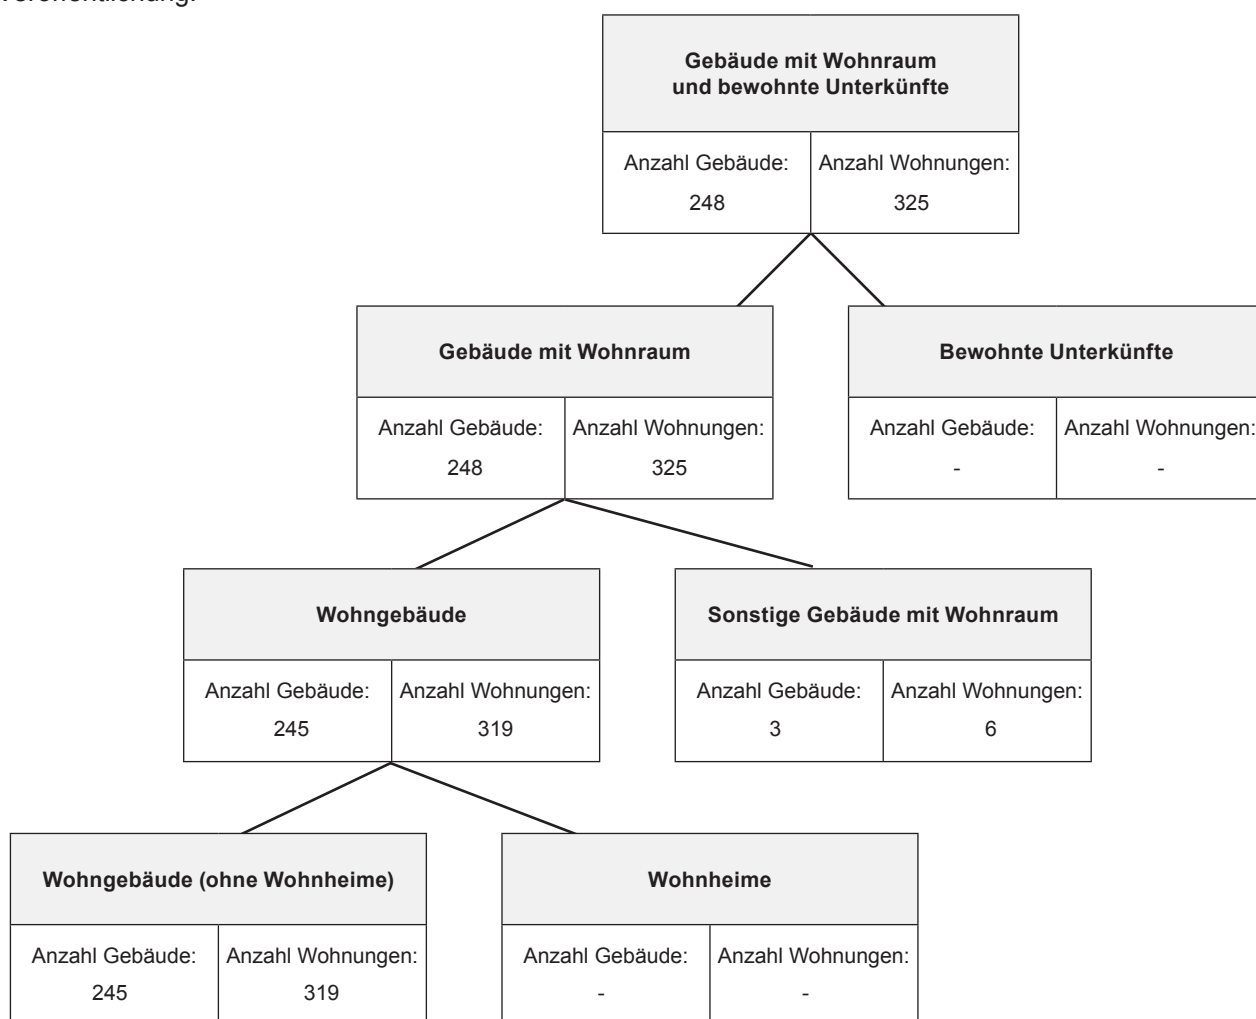 Veröffentlichung.
Gebäude mit Wohnraum
und bewohnte Unterkünfte
Anzahl Gebäude: Anzahl Wohnungen:
248 325
Gebäude mit Wohnraum Bewohnte Unterkünfte
Anzahl Gebäude: Anzahl Wohnungen: Anzahl Gebäude: Anzahl Wohnungen:
248 325 - -
Wohngebäude Sonstige Gebäude mit Wohnraum
Anzahl Gebäude: Anzahl Wohnungen: Anzahl Gebäude: Anzahl Wohnungen:
245 319 3 6
Wohngebäude (ohne Wohnheime) Wohnheime
Anzahl Gebäude: Anzahl Wohnungen: Anzahl Gebäude: Anzahl Wohnungen:
245 319 - -